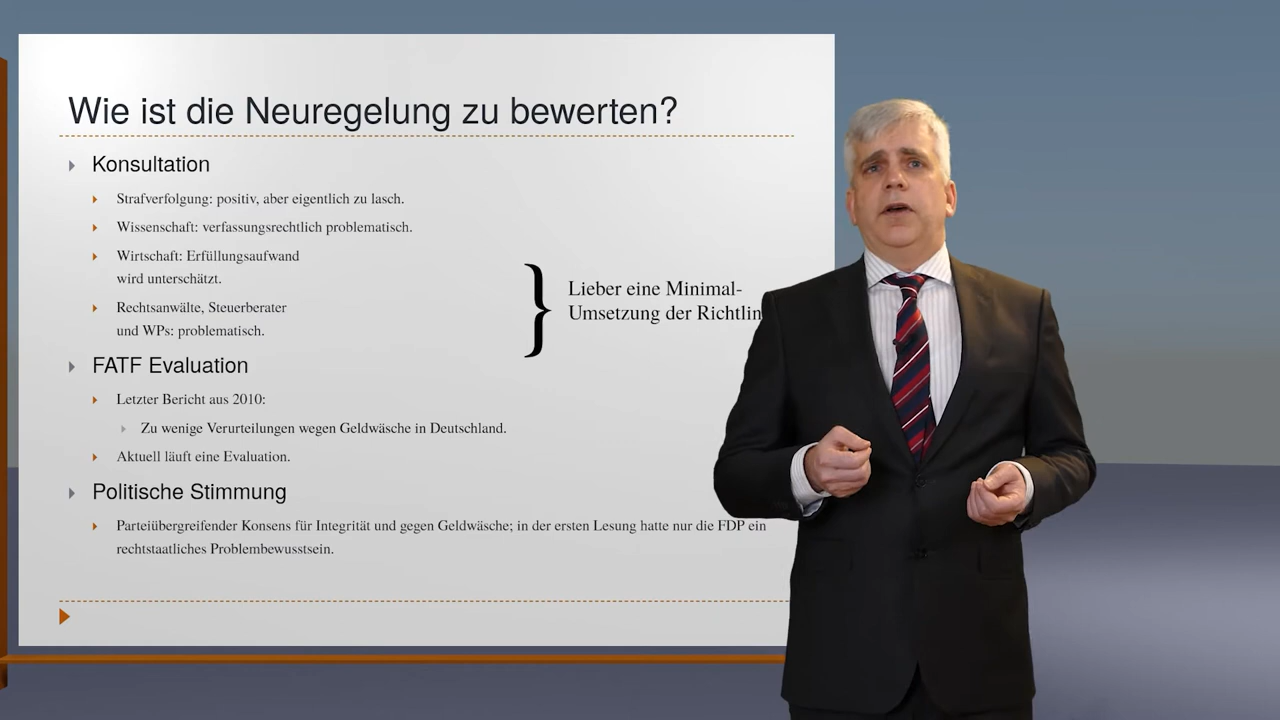 Wie ist die Neuregelung zu bewerten?
Konsultation
Strafverfolgung: positiv, aber eigentlich zu lasch.
Wissenschaft: verfassungsrechtlich problematisch.
Wirtschaft: Erfüllungsaufwand
wird unterschätzt.
Rechtsanwälte, Steuerberater
und WPs: problematisch.
} Lieber eine Minimal-
Umsetzung der Richtlin
FATF Evaluation
Letzter Bericht aus 2010:
Zu wenige Verurteilungen wegen Geldwäsche in Deutschland.
Aktuell läuft eine Evaluation.
Politische Stimmung
Parteiübergreifender Konsens für Integrität und gegen Geldwäsche; in der ersten Lesung hatte nur die FDP ein
rechtstaatliches Problembewusstsein.